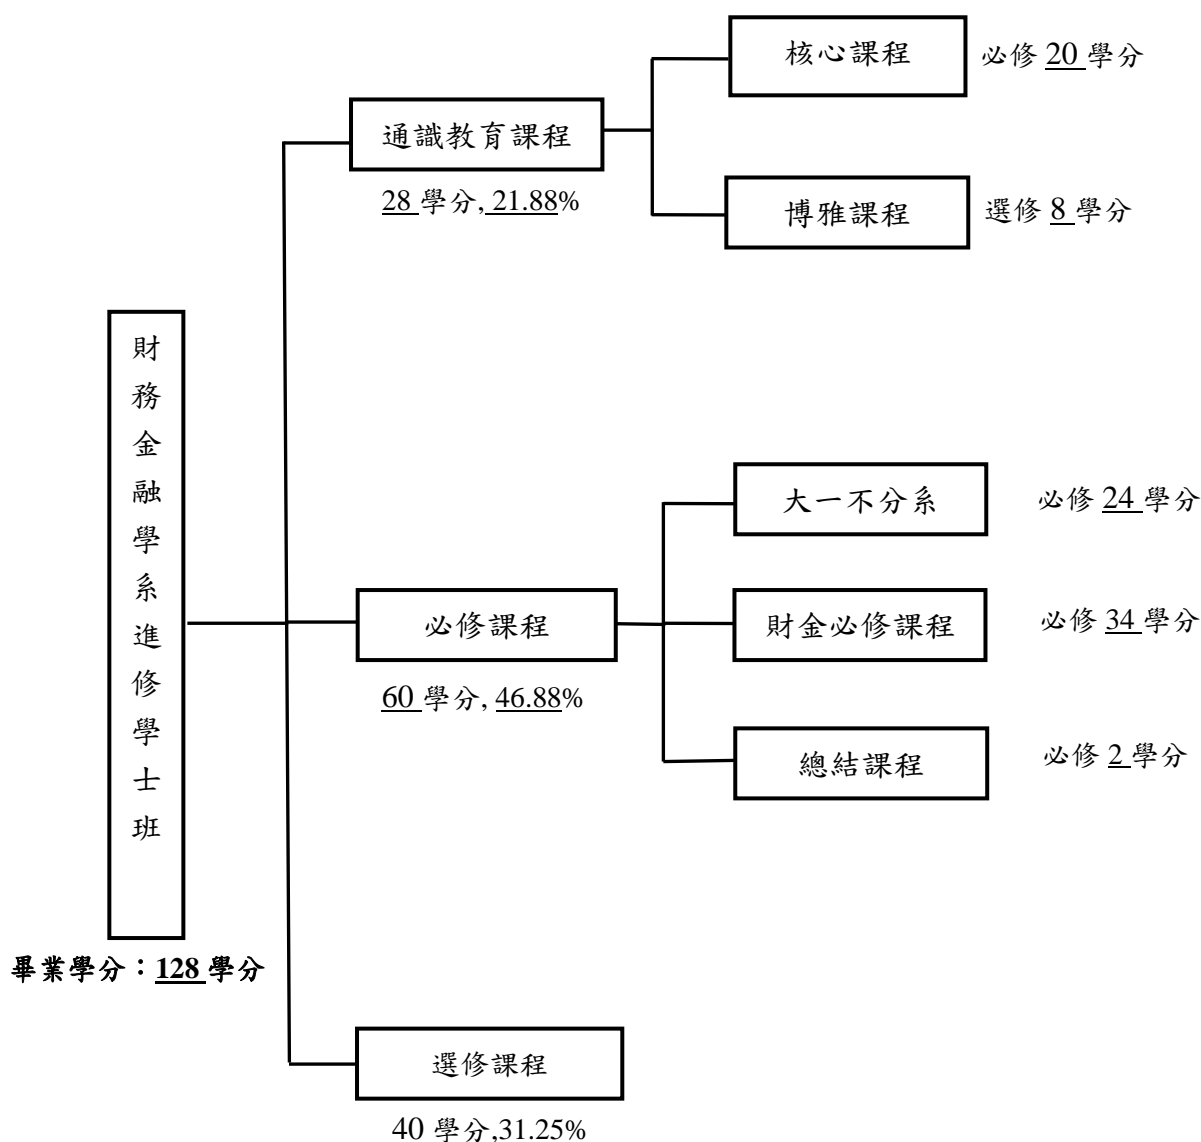 核心課程
必修 20 學分
通識教育課程
28 學分, 21.88%
博雅課程
選修 8 學分
財務金融學系進修學士班
畢業學分：128 學分
大一不分系
必修 24 學分
必修課程
60 學分, 46.88%
財金必修課程
必修 34 學分
總結課程
必修 2 學分
選修課程
40 學分,31.25%